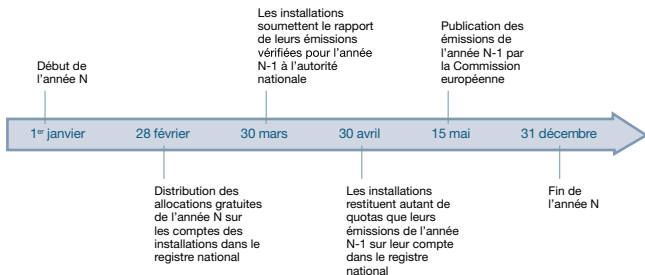 Les installations
soumettent le rapport
de leurs émissions
vérifiées pour l'année
N-1 à l'autorité
nationale
Publication des
émissions de
l'année N-1 par
la Commission
européenne
Début de
l'année N
1er janvier
28 février
30 mars
30 avril
15 mai
31 décembre
Distribution des
allocations gratuites
de l'année N sur
les comptes des
installations dans le
registre national
Les installations
restituent autant de
quotas que leurs
émissions de l'année
N-1 sur leur compte
dans le registre
national
Fin de
l'année N